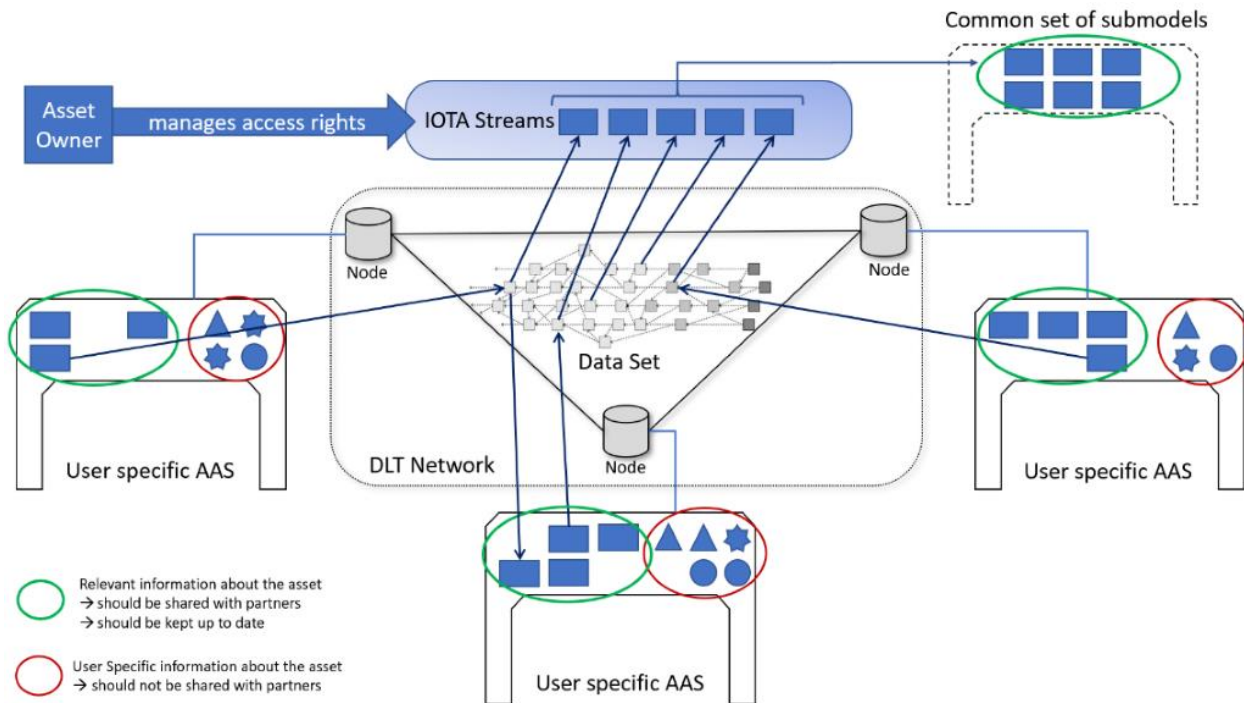 Common set of submodels
Asset
Owner
manages access rights
IOTA Streams
Node
Node
Data Set
Node
DLT Network
User specific AAS
User specific AAS
User specific AAS
Relevant information about the asset
→ should be shared with partners
→ should be kept up to date
User Specific information about the asset
→ should not be shared with partners